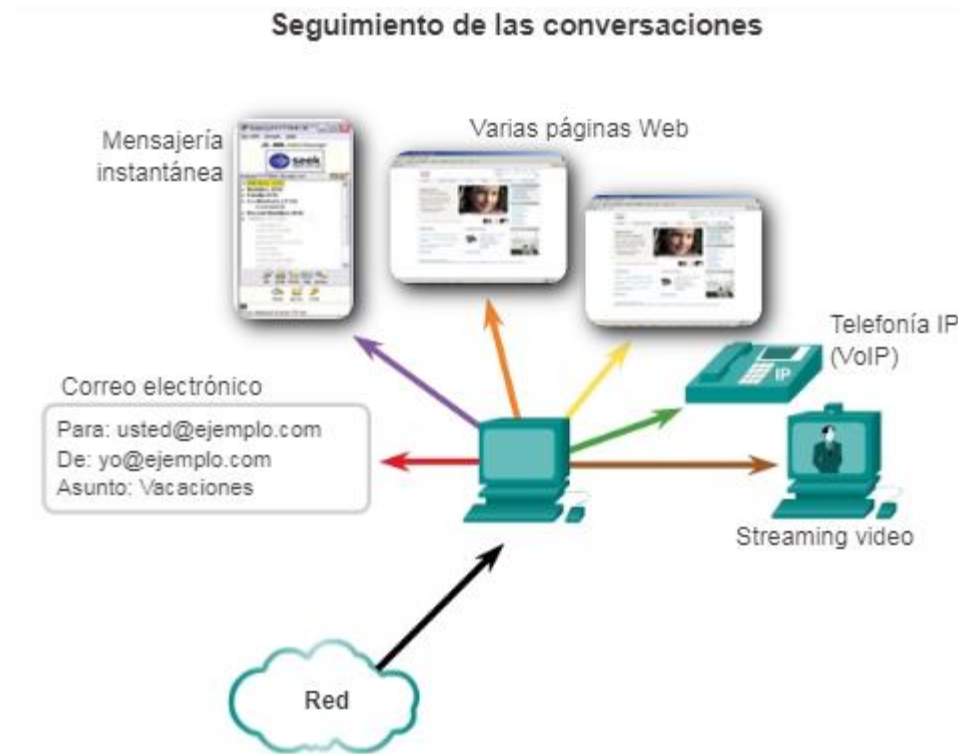 Seguimiento de las conversaciones
Mensajería
instantánea
seek
Varias páginas Web
Telefonía IP
(VoIP)
IP
Correo electrónico
Para: usted@ejemplo.com
De: yo@ejemplo.com
Asunto: Vacaciones
Streaming video
Red